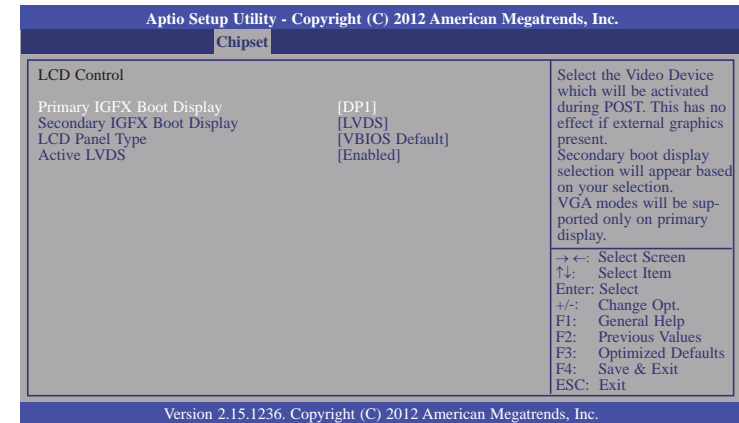 Aptio Setup Utility - Copyright (C) 2012 American Megatrends, Inc.
Chipset
LCD Control
Primary IGFX Boot Display [DP1]
Secondary IGFX Boot Display [LVDS]
LCD Panel Type [VBIOS Default]
Active LVDS [Enabled]
Select the Video Device
which will be activated
during POST. This has no
effect if external graphics
present.
Secondary boot display
selection will appear based
on your selection.
VGA modes will be sup-
ported only on primary
display.
→←: Select Screen
↑↓: Select Item
Enter: Select
+/-: Change Opt.
F1: General Help
F2: Previous Values
F3: Optimized Defaults
F4: Save & Exit
ESC: Exit
Version 2.15.1236. Copyright (C) 2012 American Megatrends, Inc.